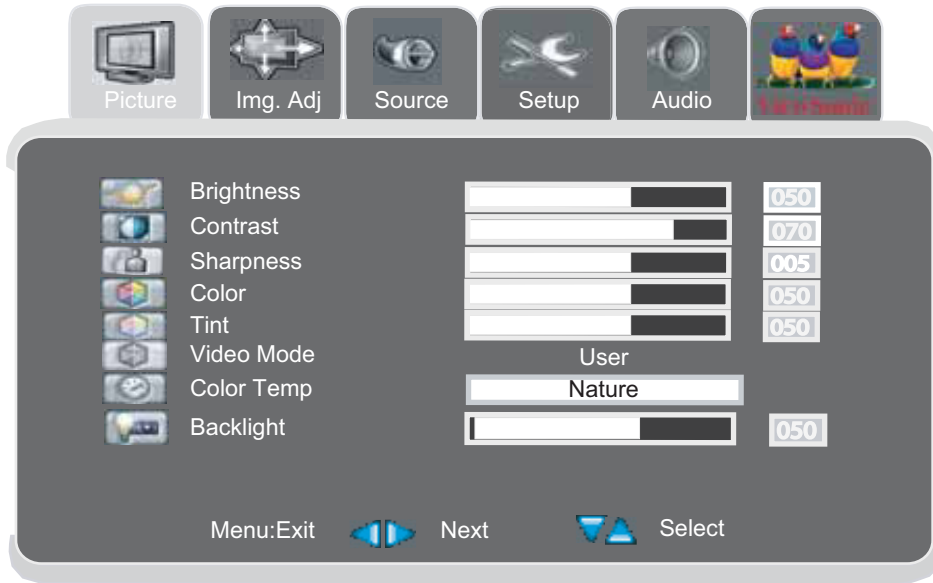 Picture Img. Adj Source Setup Audio ViewSonic
Brightness 050
Contrast 070
Sharpness 005
Color 050
Tint 050
Video Mode User
Color Temp Nature
Backlight 050
Menu:Exit Next Select